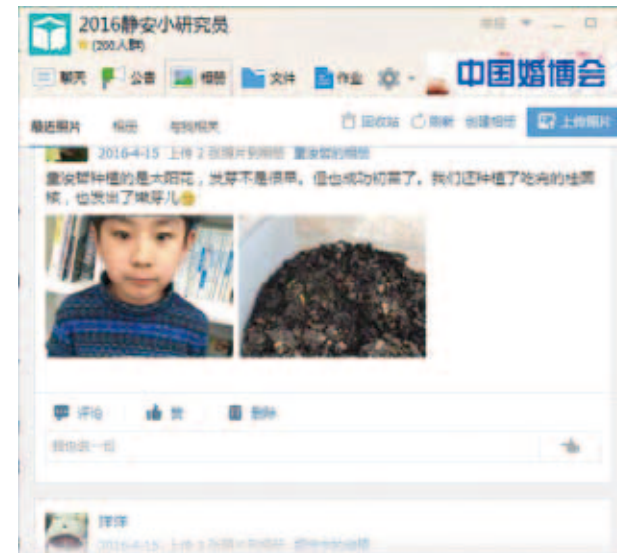 2016静安小研究员
(200人群)
聊天 公告 相册 文件 作业
中国婚博会
最近照片 相册 与我相关 回收站 刷新 创建相册 上传照片
2016-4-15 上传 2 张照片到相册
种植的是太阳花，发芽不是很早。但也成功初赏了。我们还种植了吃完的桂圆
核，也发出了嫩芽儿
评论 赞 删除
我也说一句
洋洋
2016-4-15